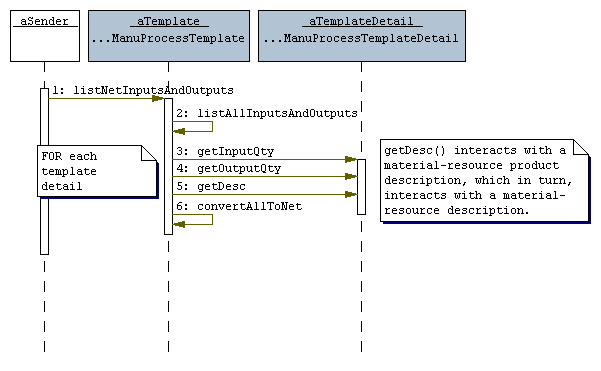 aSender
aTemplate
...ManuProcessTemplate
aTemplateDetail
...ManuProcessTemplateDetail
1: listNetInputsAndOutputs
2: listAllInputsAndOutputs
3: getInputQty
4: getOutputQty
5: getDesc
6: convertAllToNet
FOR each
template
detail
getDesc() interacts with a
material-resource product
description, which in turn,
interacts with a material-
resource description.